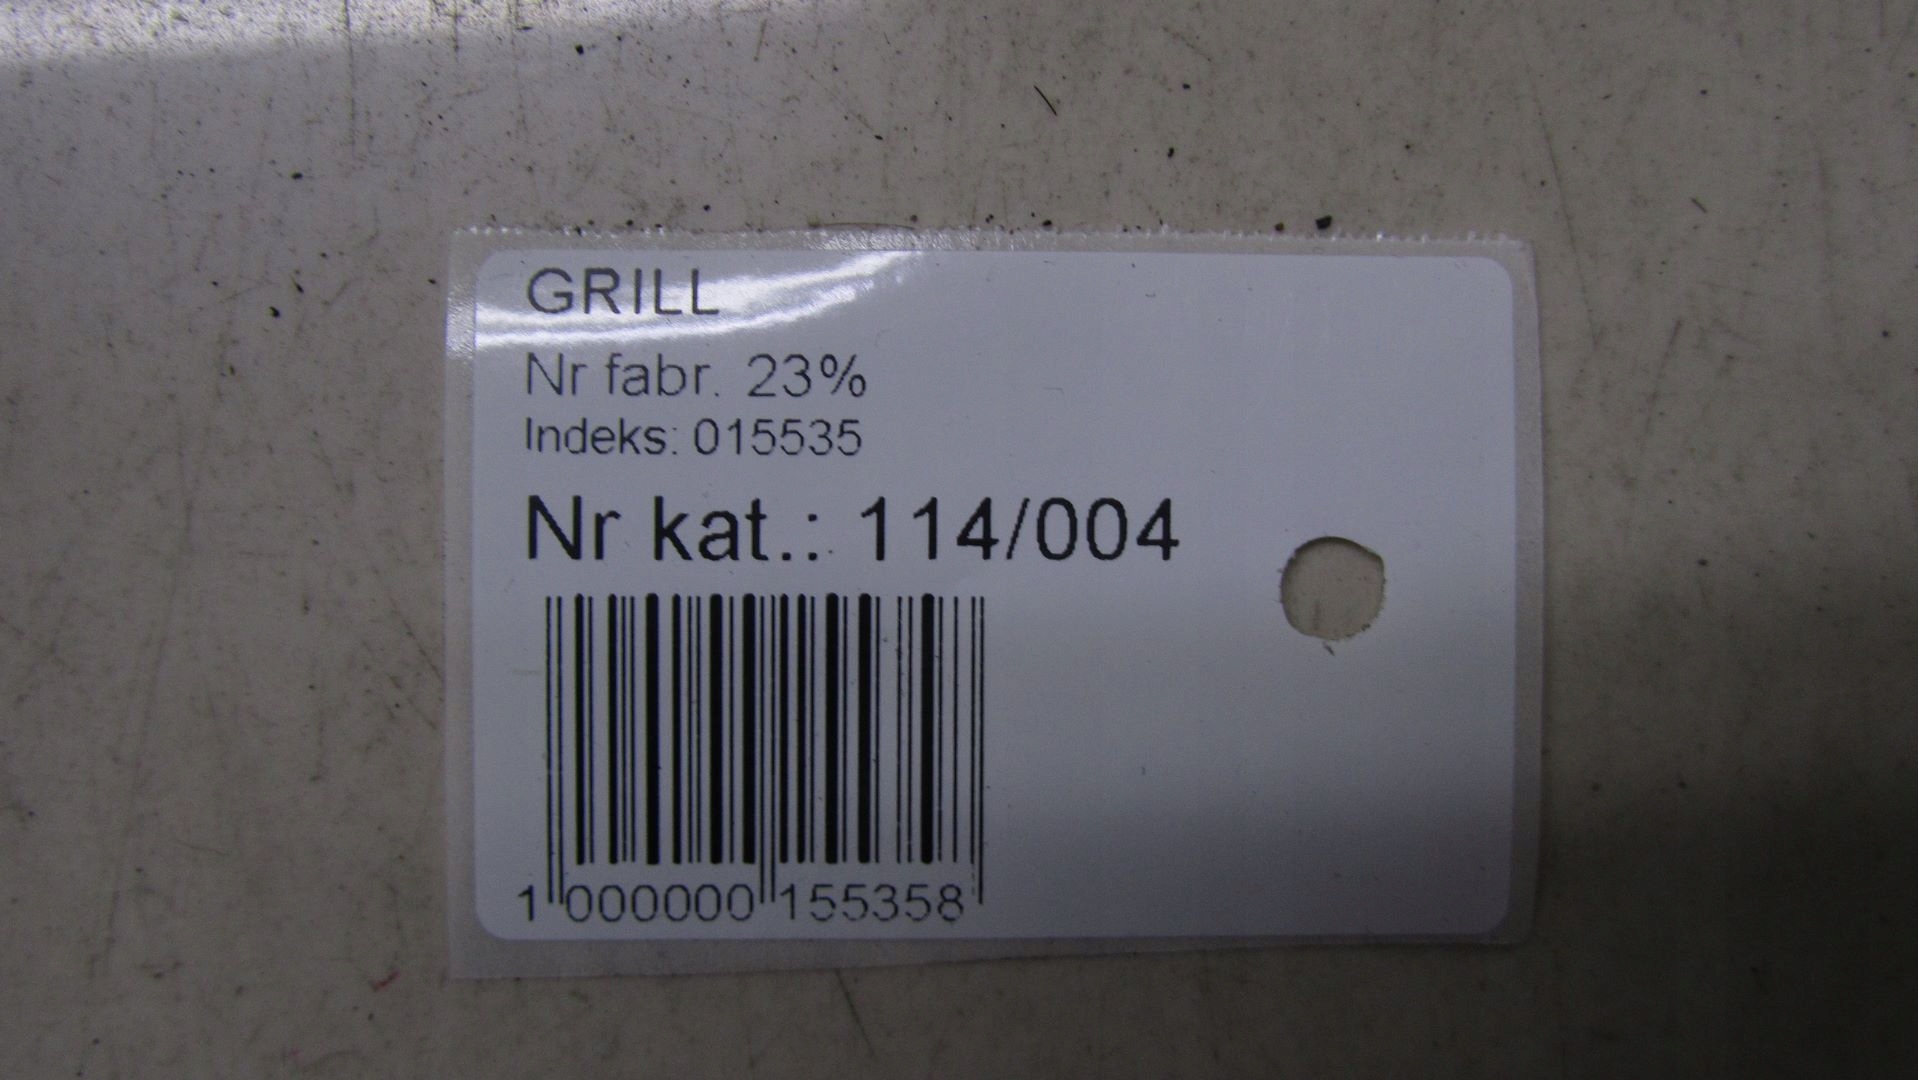 GRILL
Nr fabr. 23%
Indeks: 015535
Nr kat.: 114/004
1 000000 155358